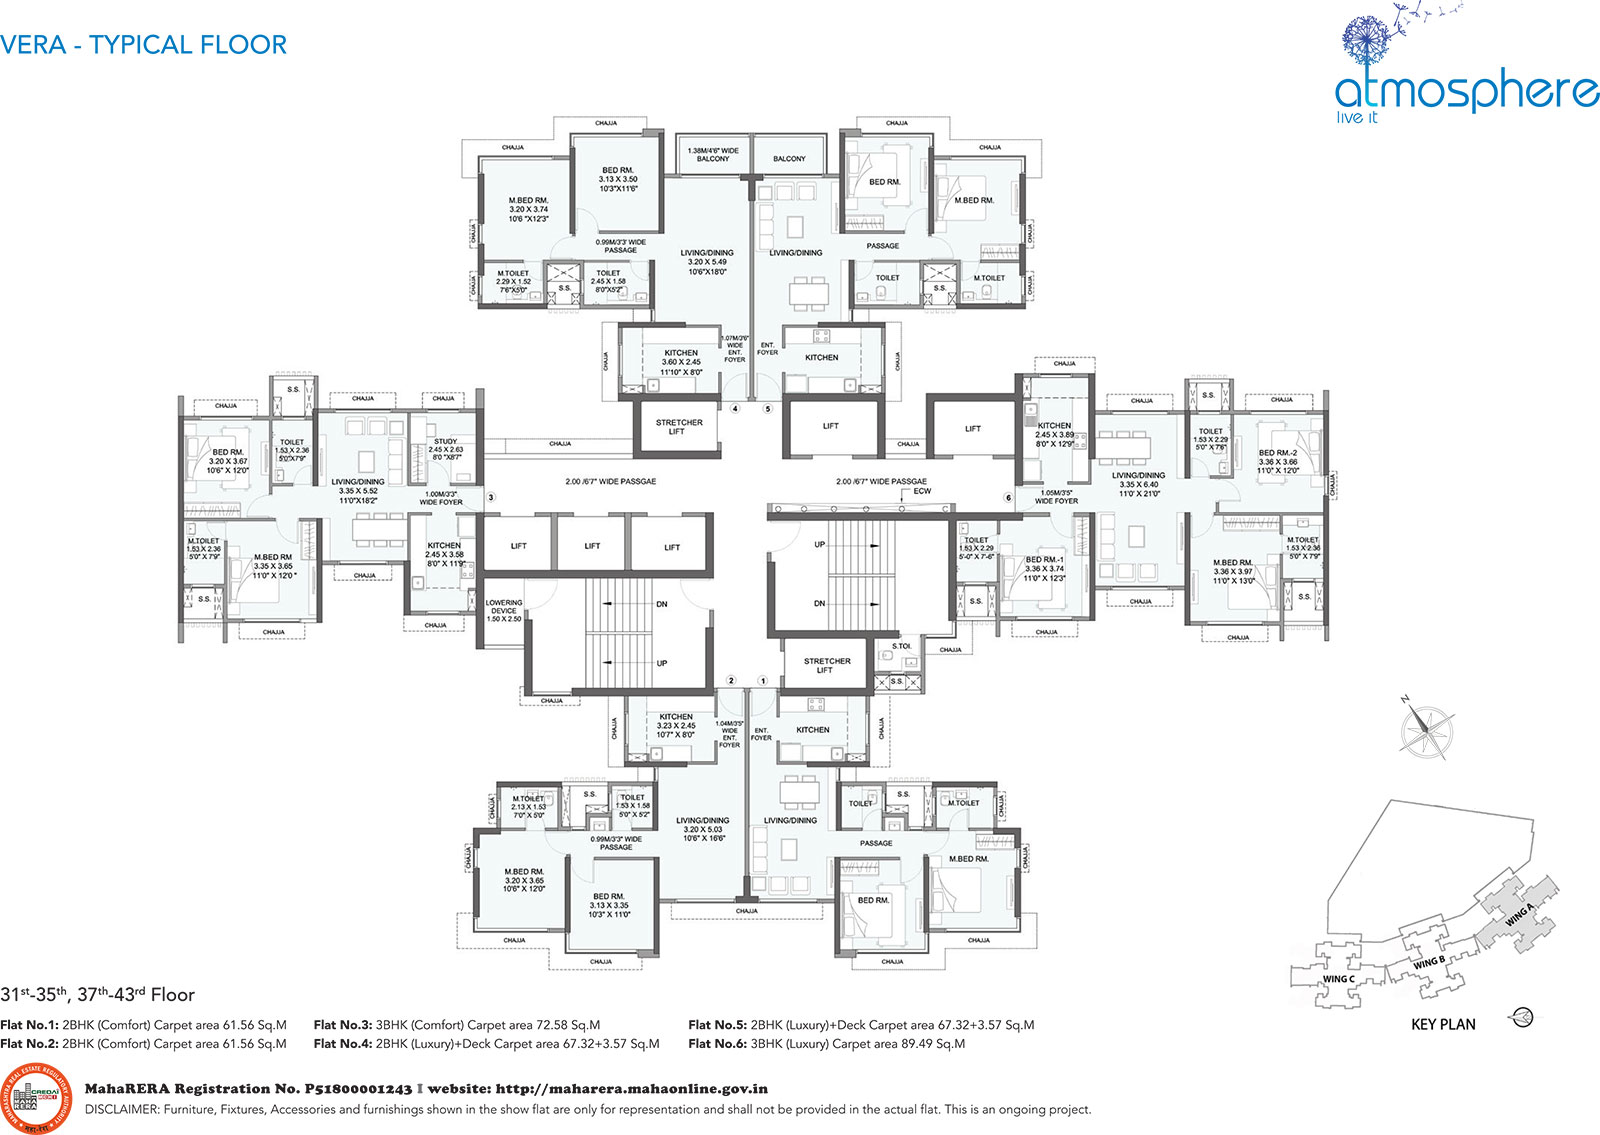 VERA - TYPICAL FLOOR
atmosphere
live it
CHAJJA
CHAJJA
BED RM.
3.13 X 3.50
10'3"X11'6"
M.BED RM.
3.20 X 3.74
10'6 "X12'3"
CHAJJA
CHAJJA
0.99M/3'3' WIDE
PASSAGE
M.TOILET
2.29 X 1.52
7'6"X5'0"
S.S.
TOILET
2.45 X 1.58
8'0"X5'2"
1.38M/4'6" WIDE
BALCONY
LIVING/DINING
3.20 X 5.49
10'6"X18'0"
CHAJJA
KITCHEN
3.60 X 2.45
11'10" X 8'0"
1.07M/3'6"
WIDE
ENT.
FOYER
4
BALCONY
CHAJJA
CHAJJA
BED RM.
M.BED RM.
CHAJJA
CHAJJA
LIVING/DINING
PASSAGE
TOILET
S.S.
M.TOILET
ENT.
FOYER
KITCHEN
CHAJJA
5
STRETCHER
LIFT
LIFT
CHAJJA
LIFT
CHAJJA
S.S.
CHAJJA
CHAJJA
CHAJJA
BED RM.
3.20 X 3.67
10'6" X 12'0"
TOILET
1.53 X 2.36
5'0"X7'9"
LIVING/DINING
3.35 X 5.52
11'0"X18'2"
STUDY
2.45 X 2.63
8'0 "X8'7"
1.00M/3'3"
WIDE FOYER
3
M.TOILET
1.53 X 2.36
5'0" X 7'9"
M.BED RM
3.35 X 3.65
11'0" X 12'0 "
KITCHEN
2.45 X 3.58
8'0" X 11'9"
S.S.
CHAJJA
CHAJJA
CHAJJA
2.00 /6'7" WIDE PASSGAE
2.00 /6'7" WIDE PASSGAE
ECW
LIFT
LIFT
LIFT
LOWERING
DEVICE
1.50 X 2.50
DN
UP
CHAJJA
UP
DN
STRETCHER
LIFT
S.TOI.
S.S.
CHAJJA
CHAJJA
KITCHEN
2.45 X 3.89
8'0" X 12'9"
6
1.05M/3'5"
WIDE FOYER
CHAJJA
S.S.
CHAJJA
LIVING/DINING
3.35 X 6.40
11'0' X 21'0"
TOILET
1.53 X 2.29
5'0" X 7'6"
BED RM.-2
3.36 X 3.66
11'0" X 12'0"
CHAJJA
TOILET
1.53 X 2.29
5'-0" X 7'-6"
BED RM.-1
3.36 X 3.74
11'0" X 12'3"
M.BED RM.
3.36 X 3.97
11'0" X 13'0"
M.TOILET
1.53 X 2.36
5'0" X 7'9"
S.S.
S.S.
CHAJJA
CHAJJA
CHAJJA
2
1
CHAJJA
KITCHEN
3.23 X 2.45
10'7" X 8'0"
1.04M/3'5"
WIDE
ENT.
FOYER
ENT.
FOYER
KITCHEN
CHAJJA
CHAJJA
M.TOILET
2.13 X 1.53
7'0" X 5'0"
S.S.
TOILET
1.53 X 1.58
5'0" X 5'2"
0.99M/3'3" WIDE
PASSAGE
LIVING/DINING
3.20 X 5.03
10'6" X 16'6"
CHAJJA
M.BED RM.
3.20 X 3.65
10'6" X 12'0"
BED RM.
3.13 X 3.35
10'3" X 11'0"
CHAJJA
CHAJJA
CHAJJA
LIVING/DINING
TOILET
S.S.
M.TOILET
CHAJJA
PASSAGE
M.BED RM.
CHAJJA
BED RM.
CHAJJA
CHAJJA
N
WING A
WING B
WING C
KEY PLAN
31st-35th, 37th-43rd Floor
Flat No.1: 2BHK (Comfort) Carpet area 61.56 Sq.M
Flat No.2: 2BHK (Comfort) Carpet area 61.56 Sq.M
Flat No.3: 3BHK (Comfort) Carpet area 72.58 Sq.M
Flat No.4: 2BHK (Luxury)+Deck Carpet area 67.32+3.57 Sq.M
Flat No.5: 2BHK (Luxury)+Deck Carpet area 67.32+3.57 Sq.M
Flat No.6: 3BHK (Luxury) Carpet area 89.49 Sq.M
MAHARASHTRA REAL ESTATE REGULATORY AUTHORITY
MAHA
RERA
CREDAI
MCHI
महा-रेरा
MahaRERA Registration No. P51800001243 I website: http://maharera.mahaonline.gov.in
DISCLAIMER: Furniture, Fixtures, Accessories and furnishings shown in the show flat are only for representation and shall not be provided in the actual flat. This is an ongoing project.